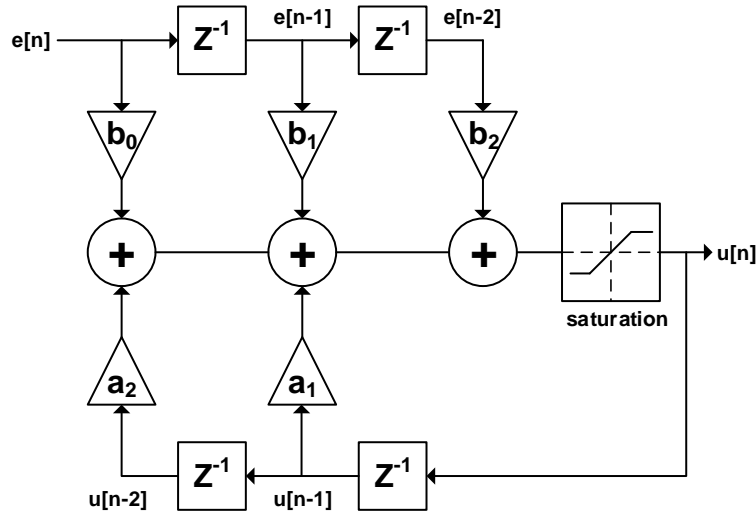 e[n-1]
e[n-2]
e[n]
Z⁻¹
Z⁻¹
b₀
b₁
b₂
+
+
+
u[n]
saturation
a₂
a₁
Z⁻¹
Z⁻¹
u[n-2]
u[n-1]